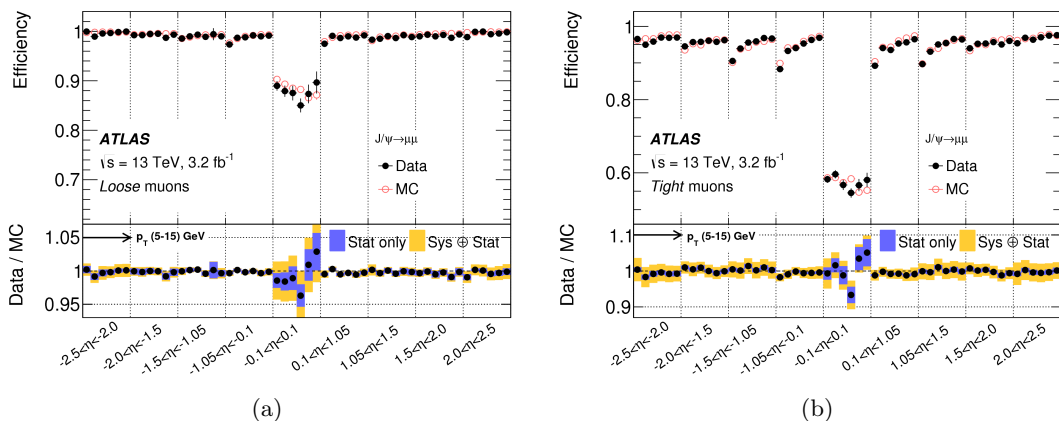 Efficiency
1
0.9
0.8
0.7
ATLAS
√s = 13 TeV, 3.2 fb-1
Loose muons
J/ψ→μμ
Data
MC
Data / MC
1.05
1
0.95
pT (5-15) GeV
Stat only
Sys ⊕ Stat
-2.5<η<-2.0
-2.0<η<-1.5
-1.5<η<-1.05
-1.05<η<-0.1
-0.1<η<0.1
0.1<η<1.05
1.05<η<1.5
1.5<η<2.0
2.0<η<2.5
(a)
Efficiency
1
0.9
0.8
0.7
0.6
ATLAS
√s = 13 TeV, 3.2 fb-1
Tight muons
J/ψ→μμ
Data
MC
Data / MC
1.1
1
0.9
pT (5-15) GeV
Stat only
Sys ⊕ Stat
-2.5<η<-2.0
-2.0<η<-1.5
-1.5<η<-1.05
-1.05<η<-0.1
-0.1<η<0.1
0.1<η<1.05
1.05<η<1.5
1.5<η<2.0
2.0<η<2.5
(b)